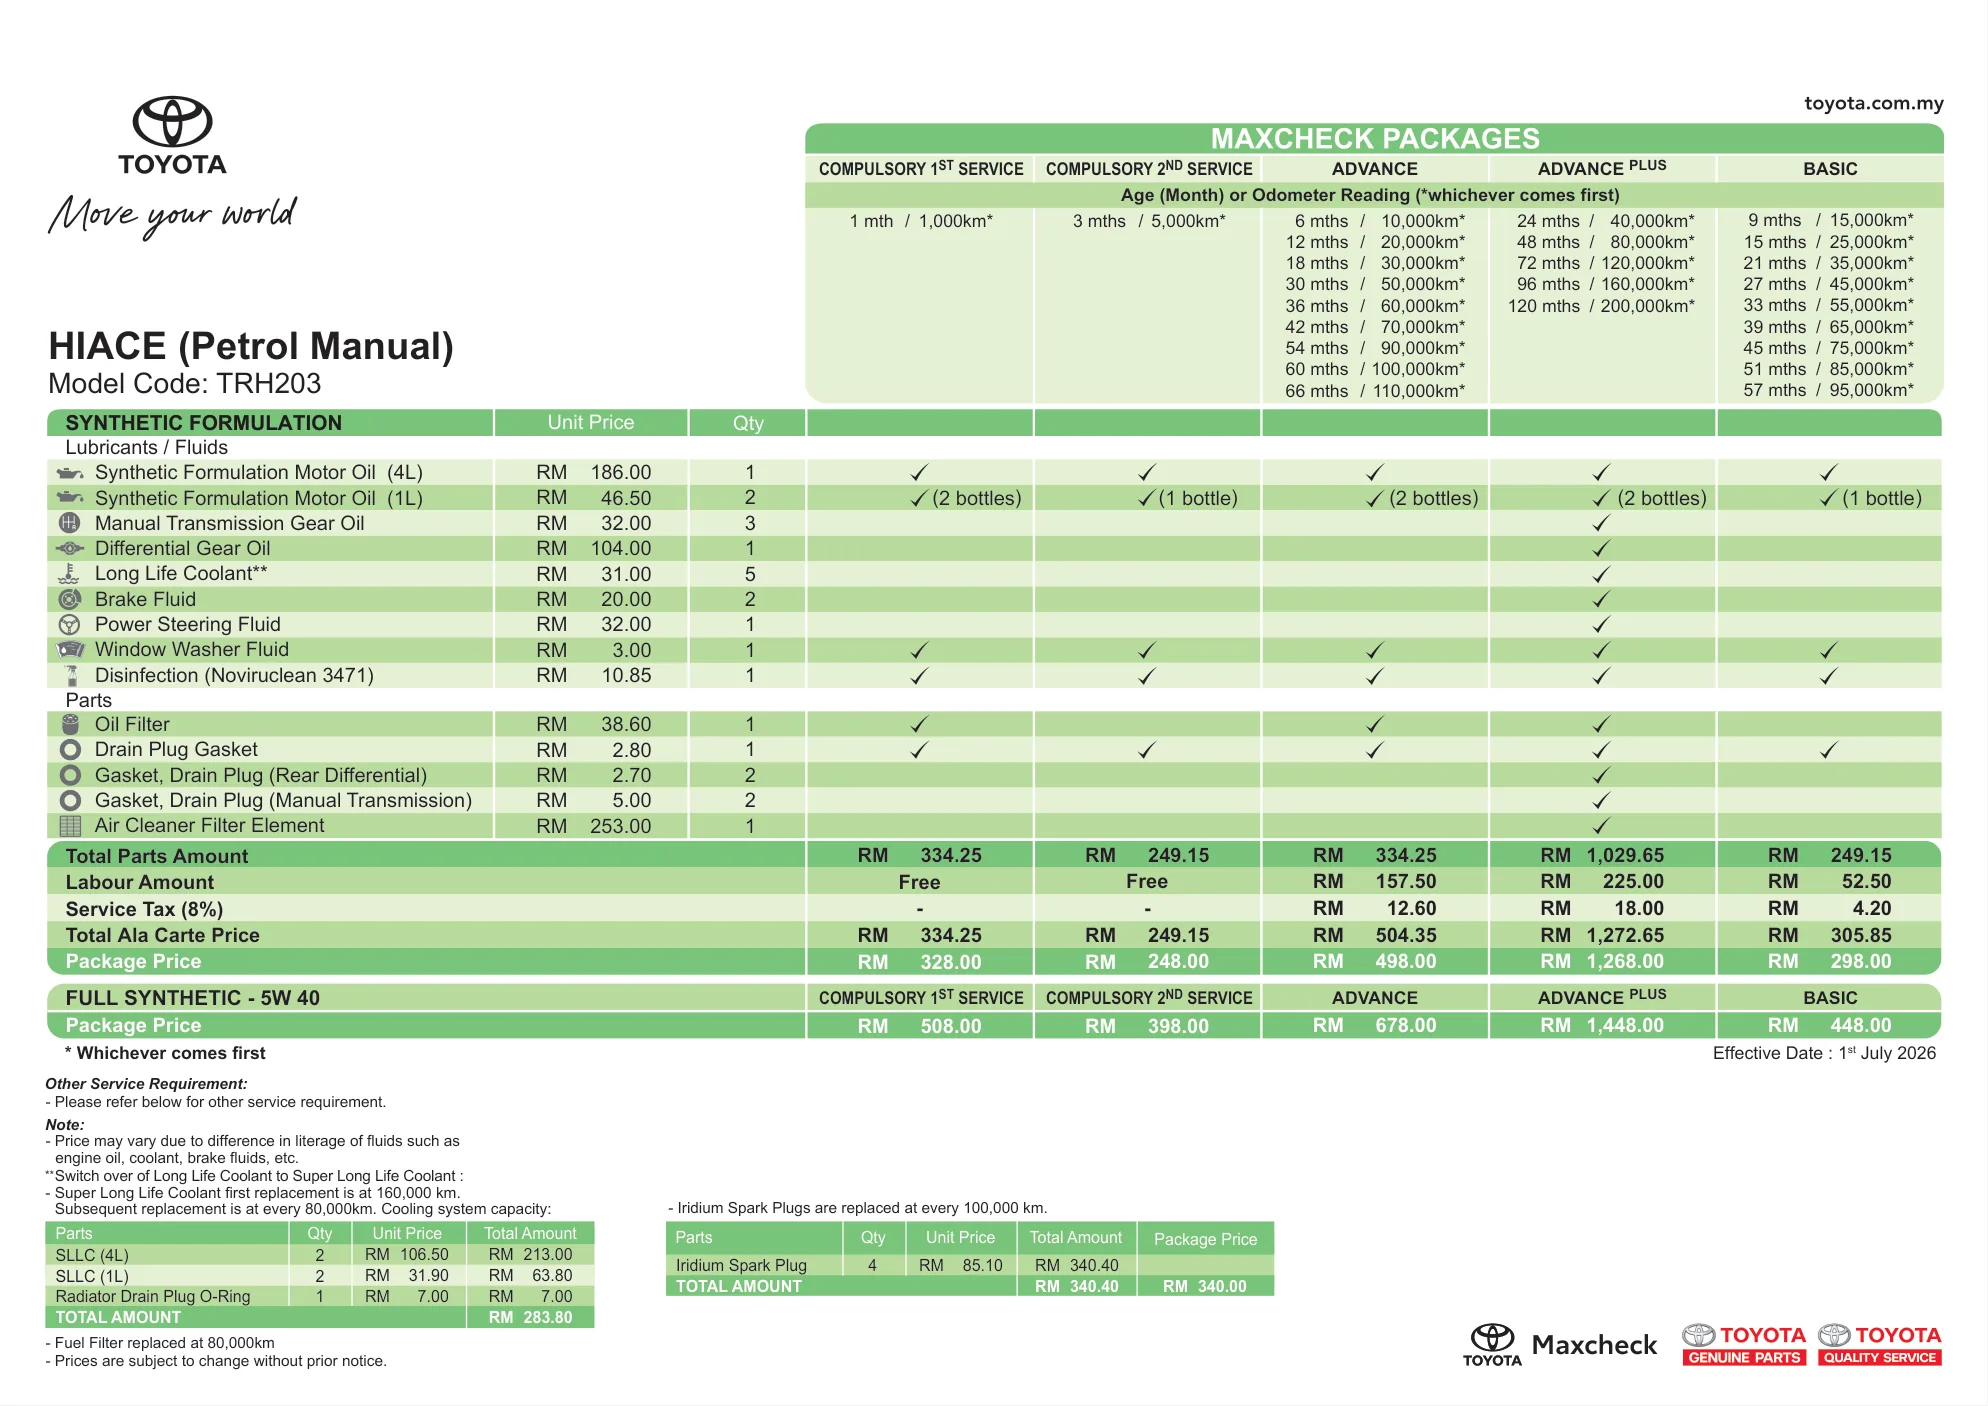 TOYOTA
Move your world
toyota.com.my
MAXCHECK PACKAGES
COMPULSORY 1ST SERVICE COMPULSORY 2ND SERVICE ADVANCE ADVANCE PLUS BASIC
Age (Month) or Odometer Reading (*whichever comes first)
1 mth / 1,000km* 3 mths / 5,000km* 6 mths / 10,000km* 24 mths / 40,000km* 9 mths / 15,000km*
12 mths / 20,000km* 48 mths / 80,000km* 15 mths / 25,000km*
18 mths / 30,000km* 72 mths / 120,000km* 21 mths / 35,000km*
30 mths / 50,000km* 96 mths / 160,000km* 27 mths / 45,000km*
36 mths / 60,000km* 120 mths / 200,000km* 33 mths / 55,000km*
42 mths / 70,000km* 39 mths / 65,000km*
54 mths / 90,000km* 45 mths / 75,000km*
60 mths / 100,000km* 51 mths / 85,000km*
66 mths / 110,000km* 57 mths / 95,000km*
HIACE (Petrol Manual)
Model Code: TRH203
SYNTHETIC FORMULATION Unit Price Qty
Lubricants / Fluids
Synthetic Formulation Motor Oil (4L) RM 186.00 1 ✓ ✓ ✓ ✓ ✓
Synthetic Formulation Motor Oil (1L) RM 46.50 2 ✓ (2 bottles) ✓ (1 bottle) ✓ (2 bottles) ✓ (2 bottles) ✓ (1 bottle)
Manual Transmission Gear Oil RM 32.00 3 ✓
Differential Gear Oil RM 104.00 1 ✓
Long Life Coolant** RM 31.00 5 ✓
Brake Fluid RM 20.00 2 ✓
Power Steering Fluid RM 32.00 1 ✓
Window Washer Fluid RM 3.00 1 ✓ ✓ ✓ ✓ ✓
Disinfection (Noviruclean 3471) RM 10.85 1 ✓ ✓ ✓ ✓ ✓
Parts
Oil Filter RM 38.60 1 ✓ ✓ ✓
Drain Plug Gasket RM 2.80 1 ✓ ✓ ✓ ✓ ✓
Gasket, Drain Plug (Rear Differential) RM 2.70 2 ✓
Gasket, Drain Plug (Manual Transmission) RM 5.00 2 ✓
Air Cleaner Filter Element RM 253.00 1 ✓
Total Parts Amount RM 334.25 RM 249.15 RM 334.25 RM 1,029.65 RM 249.15
Labour Amount Free Free RM 157.50 RM 225.00 RM 52.50
Service Tax (8%) - - RM 12.60 RM 18.00 RM 4.20
Total Ala Carte Price RM 334.25 RM 249.15 RM 504.35 RM 1,272.65 RM 305.85
Package Price RM 328.00 RM 248.00 RM 498.00 RM 1,268.00 RM 298.00
FULL SYNTHETIC - 5W 40 COMPULSORY 1ST SERVICE COMPULSORY 2ND SERVICE ADVANCE ADVANCE PLUS BASIC
Package Price RM 508.00 RM 398.00 RM 678.00 RM 1,448.00 RM 448.00
* Whichever comes first
Effective Date : 1st July 2026
Other Service Requirement:
- Please refer below for other service requirement.
Note:
- Price may vary due to difference in literage of fluids such as
engine oil, coolant, brake fluids, etc.
**Switch over of Long Life Coolant to Super Long Life Coolant :
- Super Long Life Coolant first replacement is at 160,000 km.
Subsequent replacement is at every 80,000km. Cooling system capacity:
Parts Qty Unit Price Total Amount
SLLC (4L) 2 RM 106.50 RM 213.00
SLLC (1L) 2 RM 31.90 RM 63.80
Radiator Drain Plug O-Ring 1 RM 7.00 RM 7.00
TOTAL AMOUNT RM 283.80
- Fuel Filter replaced at 80,000km
- Prices are subject to change without prior notice.
- Iridium Spark Plugs are replaced at every 100,000 km.
Parts Qty Unit Price Total Amount Package Price
Iridium Spark Plug 4 RM 85.10 RM 340.40
TOTAL AMOUNT RM 340.40 RM 340.00
TOYOTA Maxcheck
TOYOTA GENUINE PARTS
TOYOTA QUALITY SERVICE